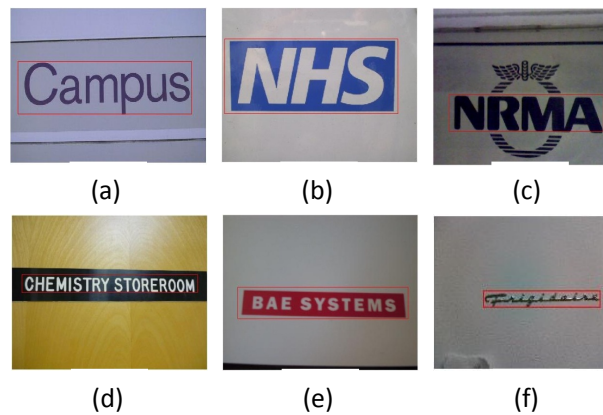 Campus
NHS
NRMA
(a)
(b)
(c)
CHEMISTRY STOREROOM
BAE SYSTEMS
Frigidaire
(d)
(e)
(f)